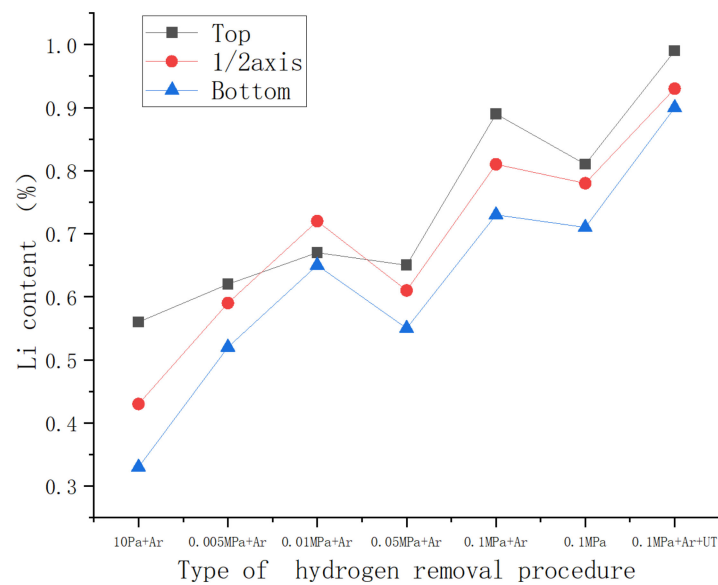 Top
1/2axis
Bottom
Li content (%)
1.0
0.9
0.8
0.7
0.6
0.5
0.4
0.3
10Pa+Ar 0.005MPa+Ar 0.01MPa+Ar 0.05MPa+Ar 0.1MPa+Ar 0.1MPa 0.1MPa+Ar+UT
Type of hydrogen removal procedure